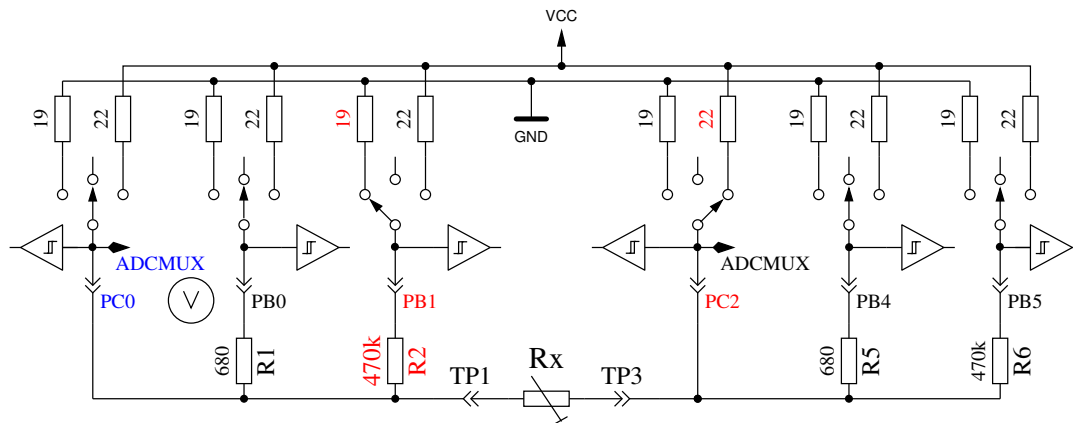 VCC
19 22 19 22 19 22 19 22 19 22 19 22
GND
ADCMUX ADCMUX
PC0 V PB0 PB1 PC2 PB4 PB5
680 R1 470k R2 Rx 680 R5 470k R6
TP1 TP3